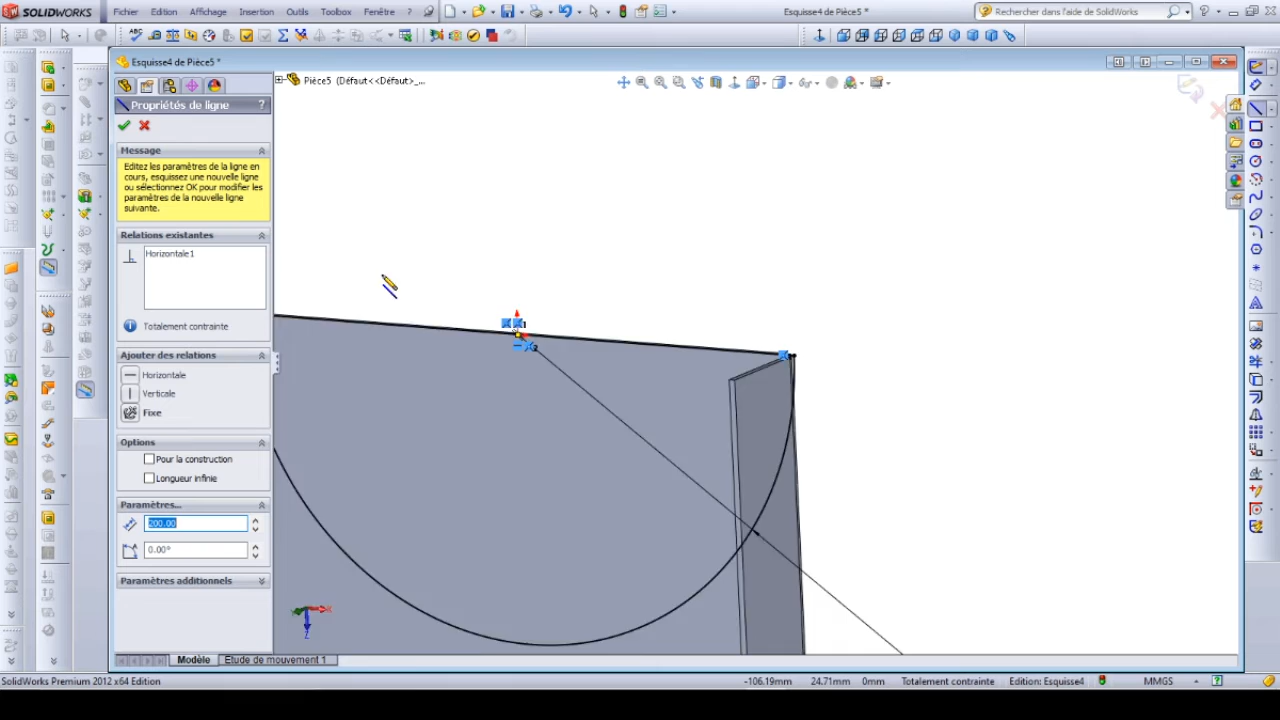 SOLIDWORKS
Fichier Edition Affichage Insertion Outils Toolbox Fenêtre ?
Esquisse4 de Pièce5 *
Rechercher dans l'aide de SolidWorks
Esquisse4 de Pièce5 *
Pièce5 (Défaut<<Défaut>_...
Propriétés de ligne ?
Message
Editez les paramètres de la ligne en
cours, esquissez une nouvelle ligne
ou sélectionnez OK pour modifier les
paramètres de la nouvelle ligne
suivante.
Relations existantes
Horizontale1
Totalement contrainte
Ajouter des relations
Horizontale
Verticale
Fixe
Options
Pour la construction
Longueur infinie
Paramètres...
200.00
0.00°
Paramètres additionnels
Modèle Etude de mouvement 1
SolidWorks Premium 2012 x64 Edition
-106.19mm 24.71mm 0mm Totalement contrainte Edition: Esquisse4 MMGS